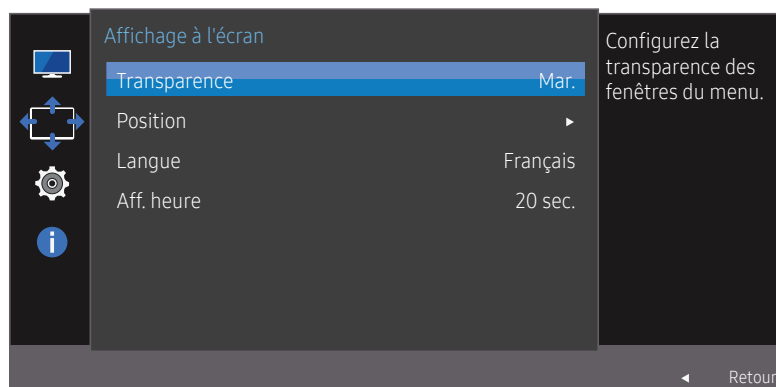 Affichage à l'écran
Transparence Mar.
Position ►
Langue Français
Aff. heure 20 sec.
Configurez la
transparence des
fenêtres du menu.
◄ Retour